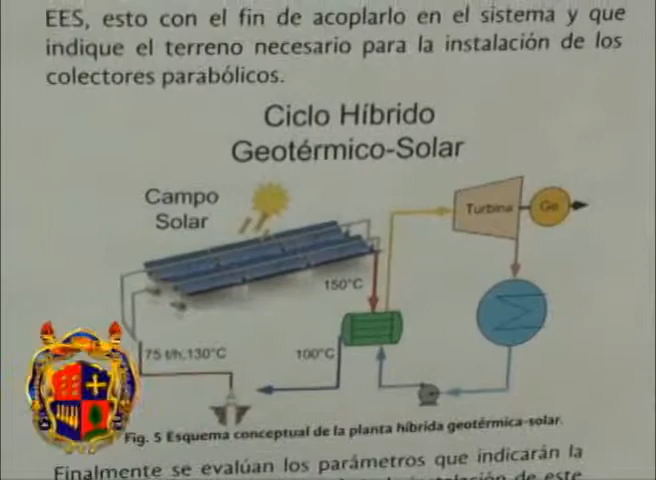 EES, esto con el fin de acoplarlo en el sistema y que
indique el terreno necesario para la instalación de los
colectores parabólicos.
Ciclo Híbrido
Geotérmico-Solar
Campo
Solar
Turbina
Ge
150°C
75 t/h,130°C
100°C
Fig. 5 Esquema conceptual de la planta híbrida geotérmica-solar.
Finalmente se evalúan los parámetros que indicarán la
de este